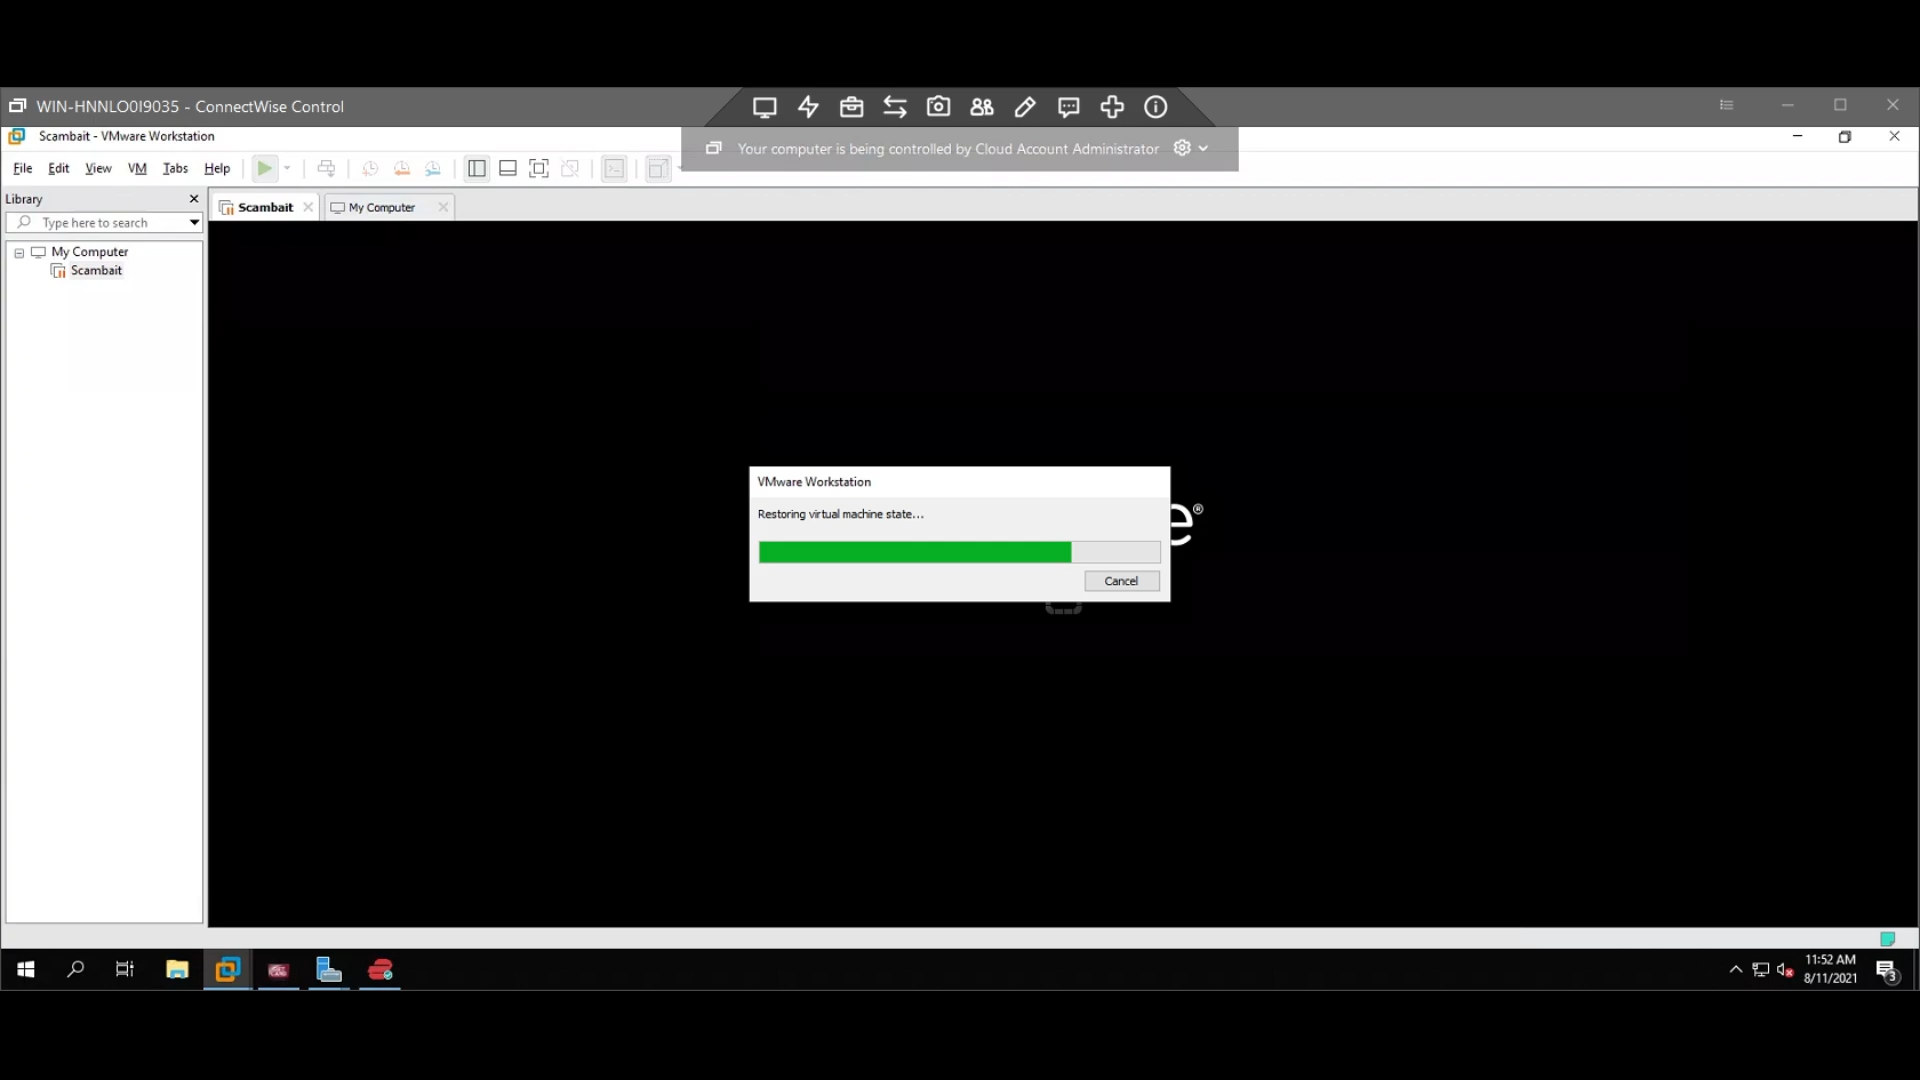 WIN-HNNLO0I9035 - ConnectWise Control
Scambait - VMware Workstation
Your computer is being controlled by Cloud Account Administrator
File Edit View VM Tabs Help
Library
Scambait
My Computer
Type here to search
My Computer
Scambait
VMware Workstation
Restoring virtual machine state...
e®
Cancel
11:52 AM
8/11/2021
3